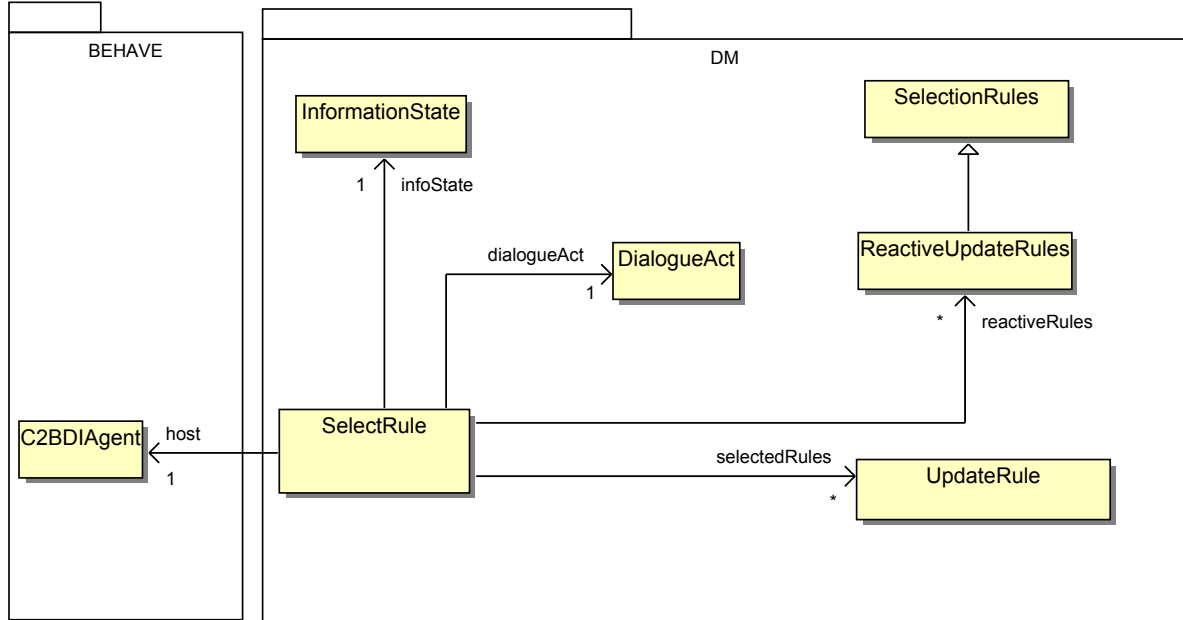 BEHAVE
DM
InformationState
SelectionRules
1
infoState
ReactiveUpdateRules
dialogueAct
DialogueAct
1
*
reactiveRules
SelectRule
C2BDIAgent
host
1
selectedRules
UpdateRule
*